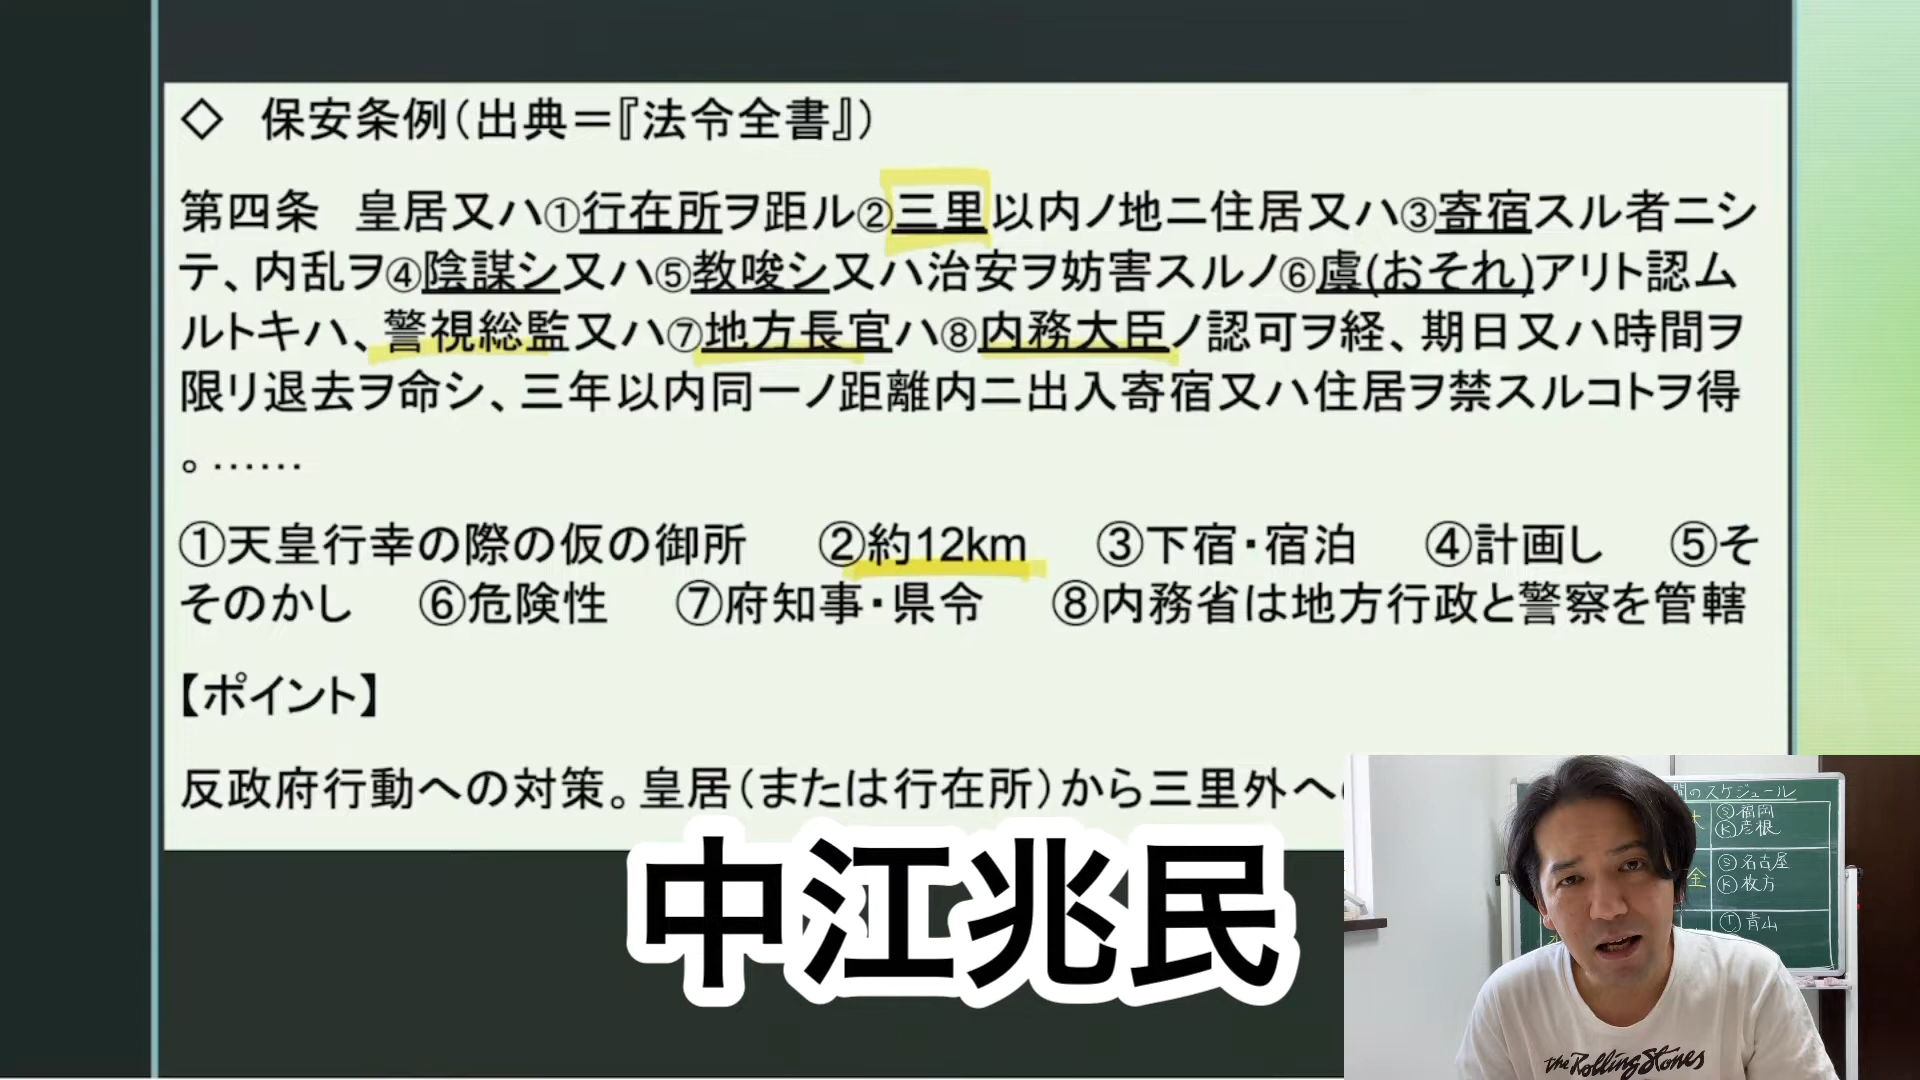 ◇ 保安条例（出典＝『法令全書』）
第四条 皇居又ハ①行在所ヲ距ル②三里以内ノ地ニ住居又ハ③寄宿スル者ニシ
テ、内乱ヲ④陰謀シ又ハ⑤教唆シ又ハ治安ヲ妨害スルノ⑥虞(おそれ)アリト認ム
ルトキハ、警視総監又ハ⑦地方長官ハ⑧内務大臣ノ認可ヲ経、期日又ハ時間ヲ
限リ退去ヲ命シ、三年以内同一ノ距離内ニ出入寄宿又ハ住居ヲ禁スルコトヲ得
。……
①天皇行幸の際の仮の御所 ②約12km ③下宿・宿泊 ④計画し ⑤そ
そのかし ⑥危険性 ⑦府知事・県令 ⑧内務省は地方行政と警察を管轄
【ポイント】
反政府行動への対策。皇居（または行在所）から三里外へ
中江兆民
間のスケジュール
Ⓢ福岡
Ⓚ彦根
金
Ⓢ名古屋
Ⓚ枚方
Ⓣ青山
the Rolling Stones